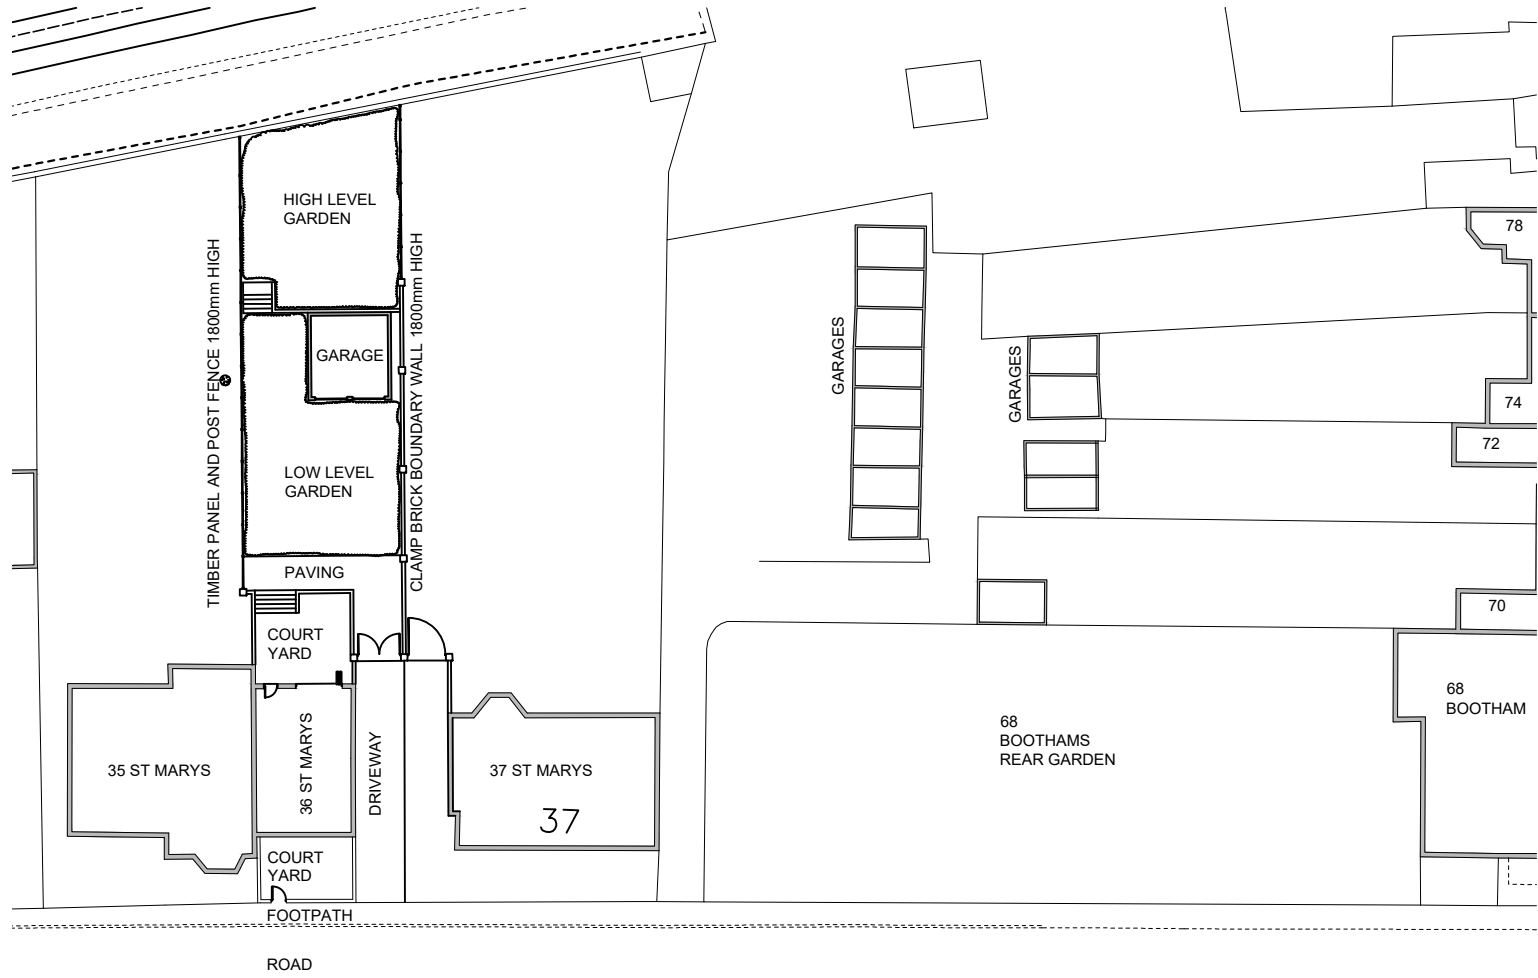 HIGH LEVEL
GARDEN
TIMBER PANEL AND POST FENCE 1800mm HIGH
CLAMP BRICK BOUNDARY WALL 1800mm HIGH
GARAGE
LOW LEVEL
GARDEN
PAVING
COURT
YARD
35 ST MARYS
36 ST MARYS
DRIVEWAY
37 ST MARYS
37
COURT
YARD
FOOTPATH
ROAD
GARAGES
GARAGES
78
74
72
70
68
BOOTHAM
68
BOOTHAMS
REAR GARDEN